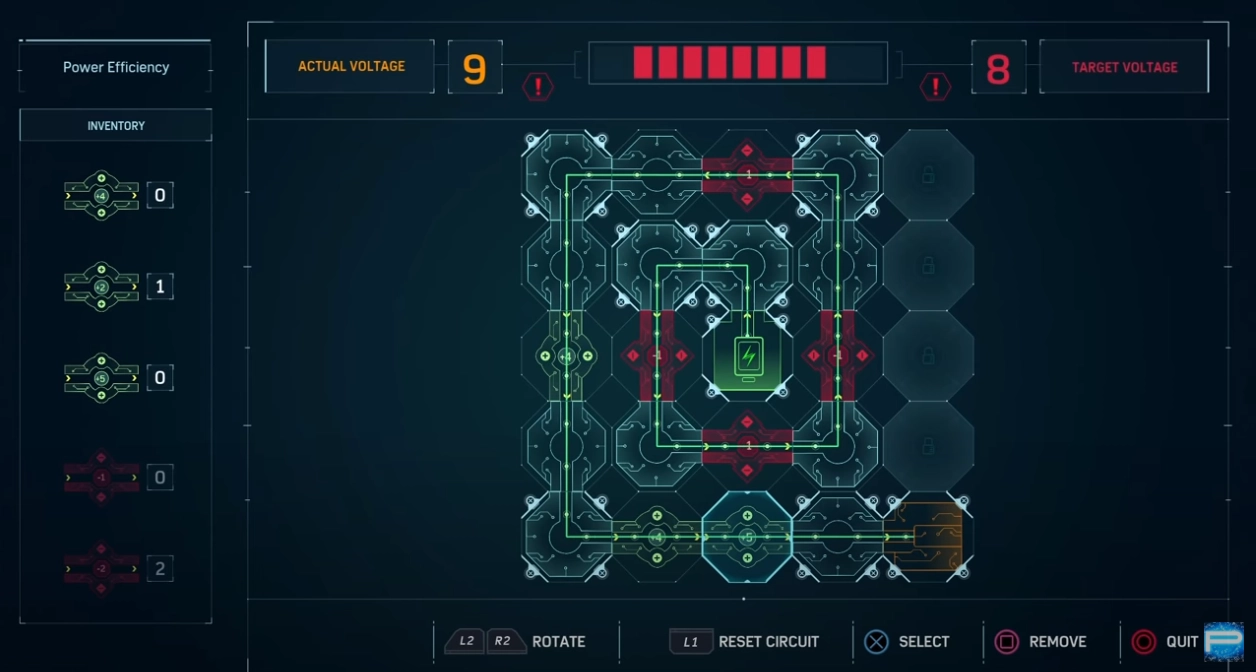 Power Efficiency
INVENTORY
+4 0
+2 1
+5 0
-1 0
-2 2
ACTUAL VOLTAGE 9
! !
8 TARGET VOLTAGE
-1
+4 -1 -1
-1
+4 +5
L2 R2 ROTATE
L1 RESET CIRCUIT
SELECT
REMOVE
QUIT
P